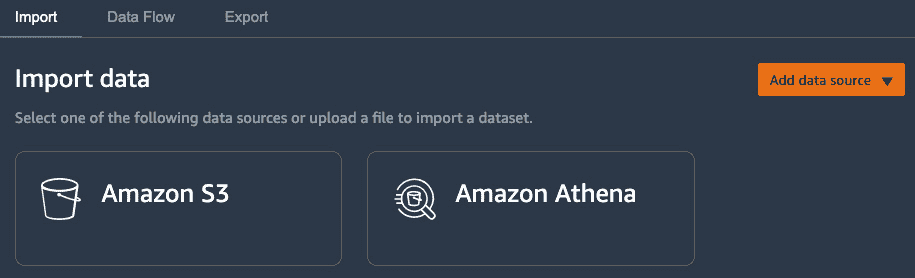 Import Data Flow Export
Import data
Add data source
Select one of the following data sources or upload a file to import a dataset.
Amazon S3 Amazon Athena